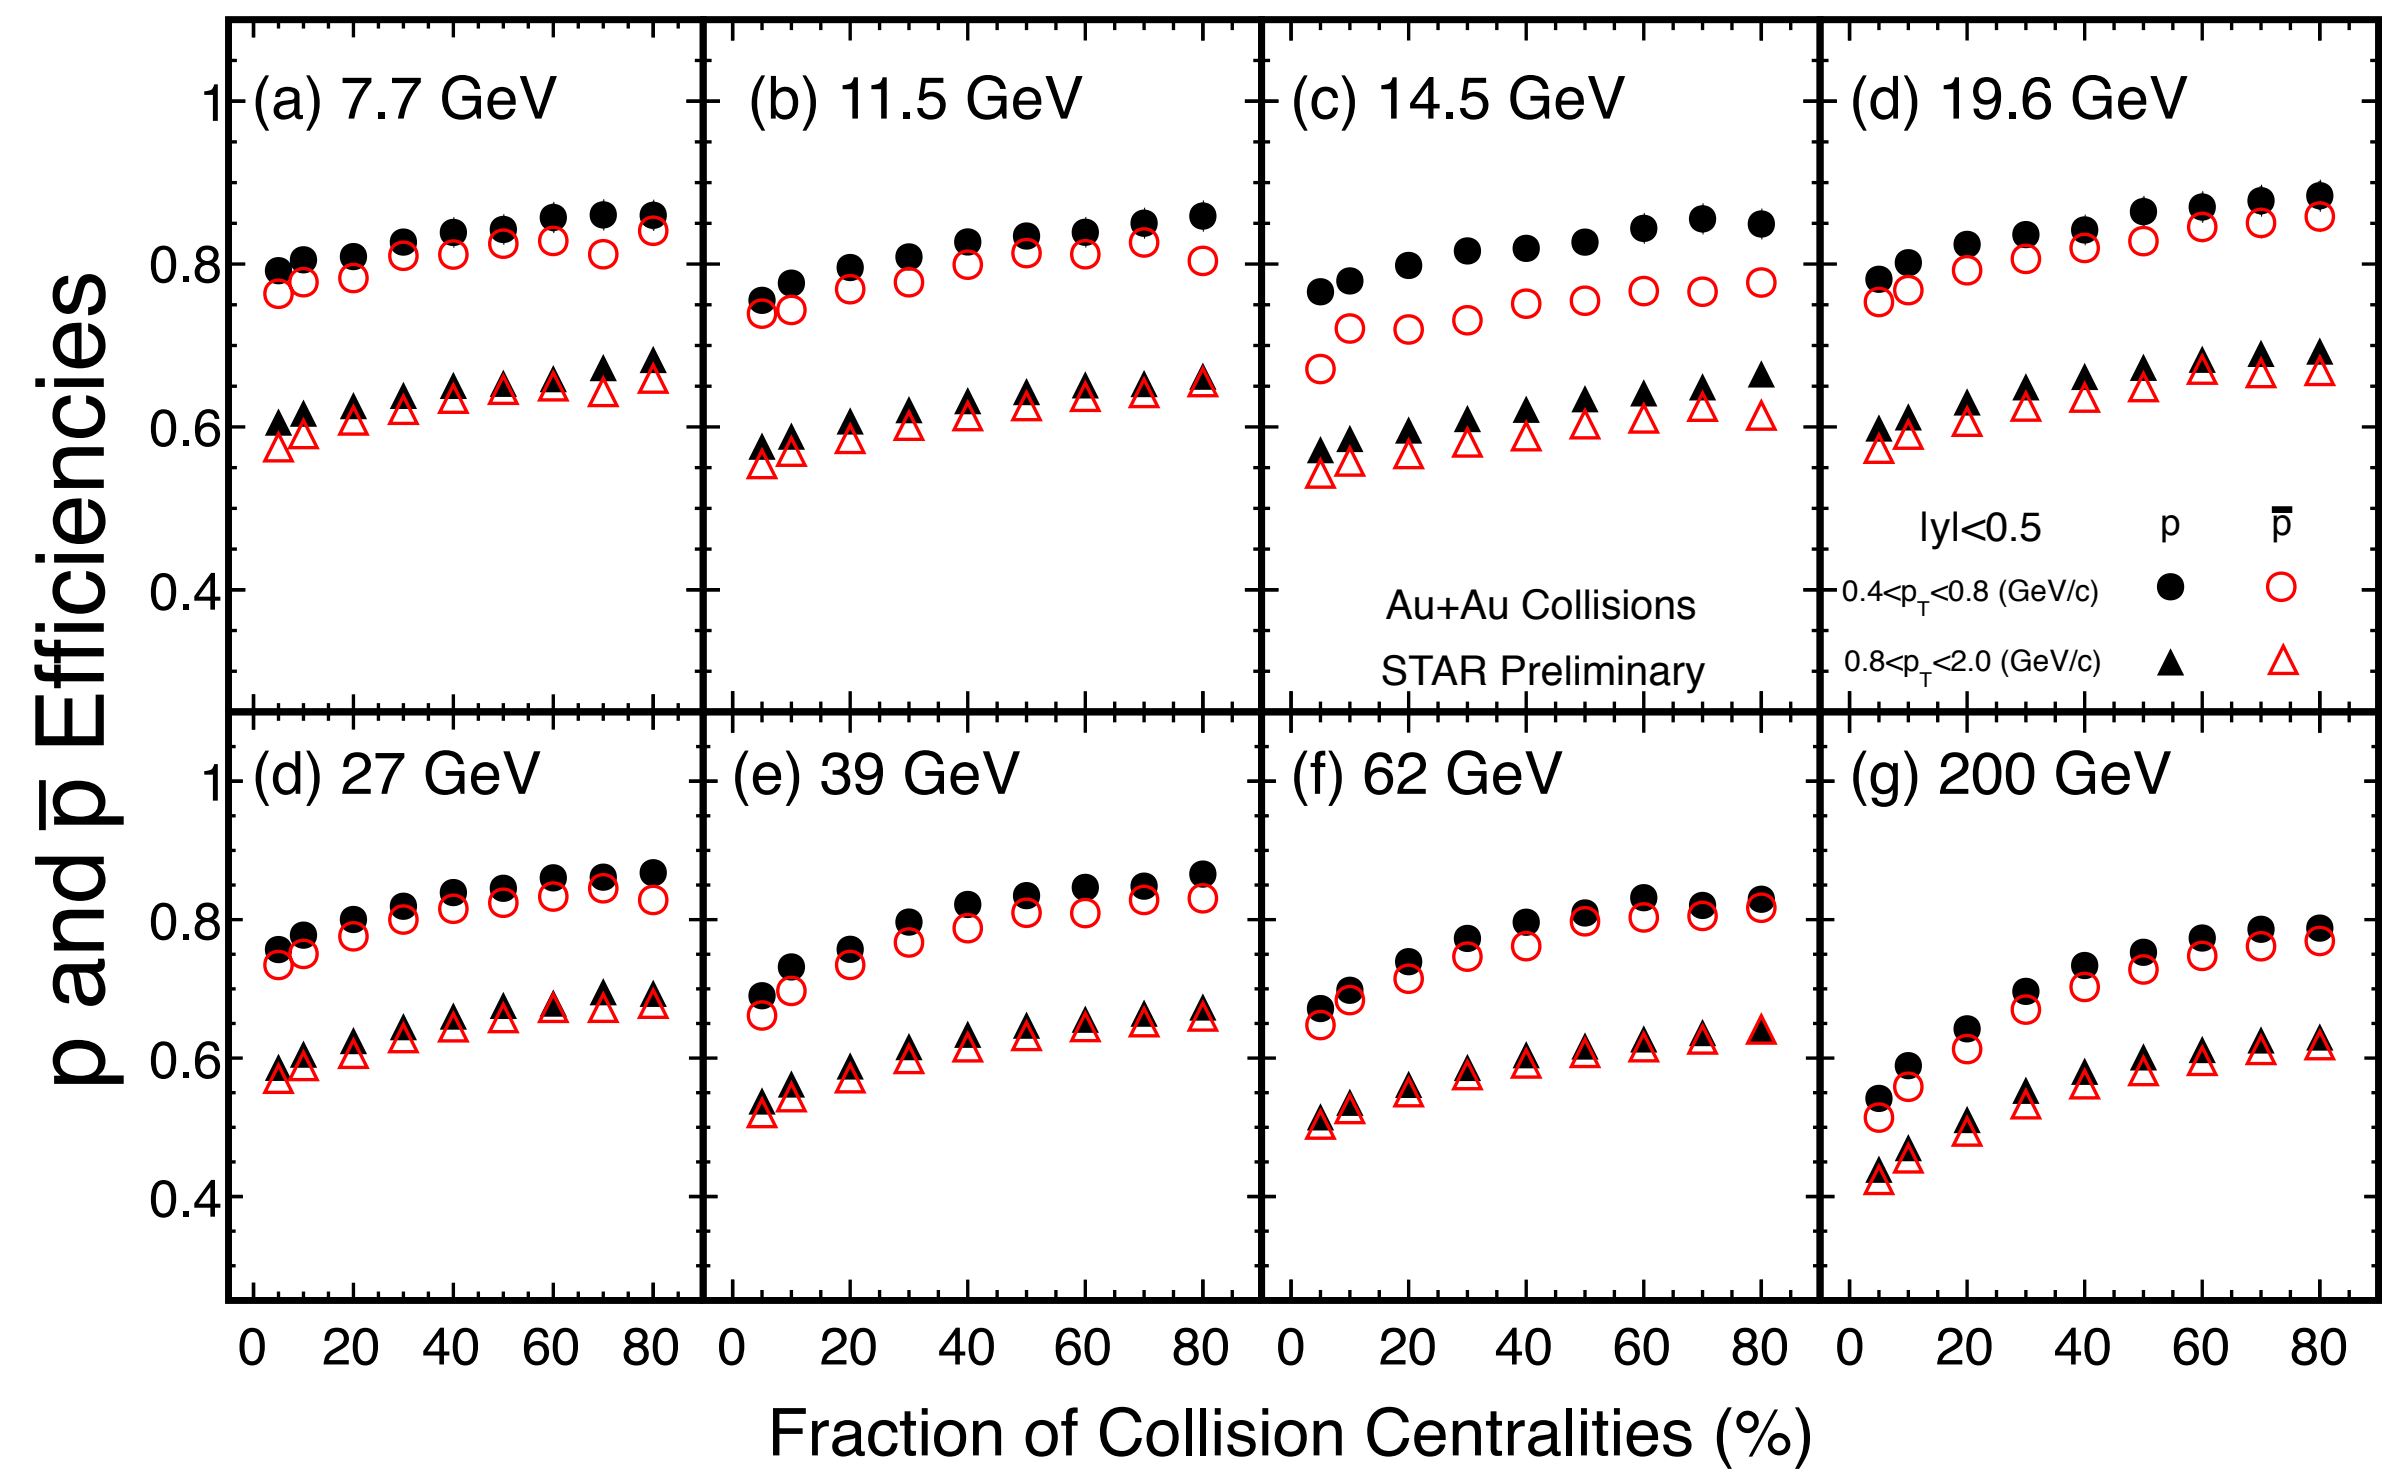 p and p̅ Efficiencies
(a) 7.7 GeV
(b) 11.5 GeV
(c) 14.5 GeV
(d) 19.6 GeV
1
0.8
0.6
0.4
Au+Au Collisions
STAR Preliminary
|y|<0.5 p p̅
0.4<p_T<0.8 (GeV/c)
0.8<p_T<2.0 (GeV/c)
(d) 27 GeV
(e) 39 GeV
(f) 62 GeV
(g) 200 GeV
1
0.8
0.6
0.4
0 20 40 60 80 0 20 40 60 80 0 20 40 60 80 0 20 40 60 80
Fraction of Collision Centralities (%)